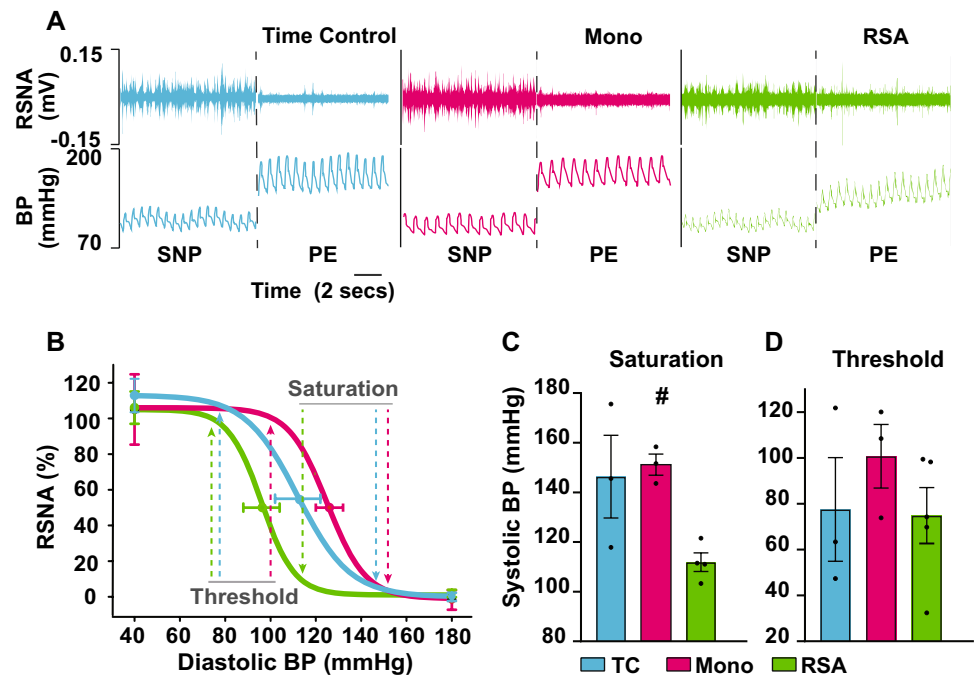 A
Time Control Mono RSA
0.15
RSNA (mV)
-0.15
200
BP (mmHg)
70
SNP PE SNP PE SNP PE
Time (2 secs)
B
Saturation
120
100
80
60
40
20
0
RSNA (%)
Threshold
40 60 80 100 120 140 160 180
Diastolic BP (mmHg)
C
Saturation
180
160
140
120
100
80
Systolic BP (mmHg)
#
D
Threshold
120
100
80
60
40
20
TC Mono RSA